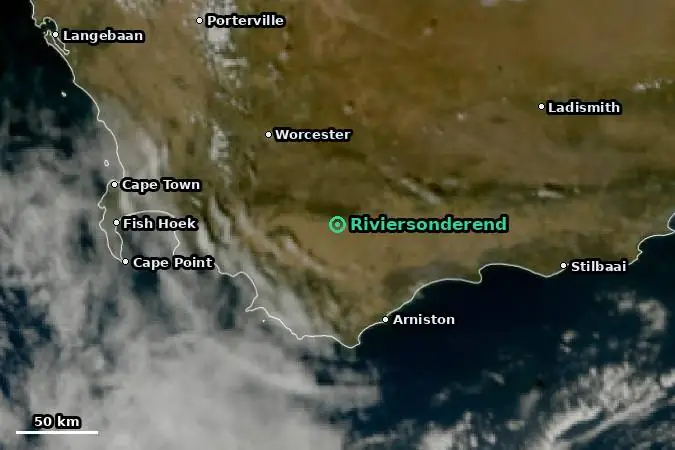 Porterville
Langebaan
Ladismith
Worcester
Cape Town
Fish Hoek
Riviersonderend
Cape Point
Stilbaai
Arniston
50 km